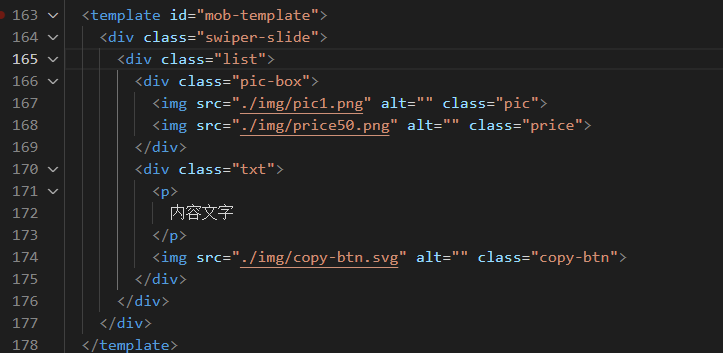 163 <template id="mob-template">
164 <div class="swiper-slide">
165 <div class="list">
166 <div class="pic-box">
167 <img src="./img/pic1.png" alt="" class="pic">
168 <img src="./img/price50.png" alt="" class="price">
169 </div>
170 <div class="txt">
171 <p>
172 内容文字
173 </p>
174 <img src="./img/copy-btn.svg" alt="" class="copy-btn">
175 </div>
176 </div>
177 </div>
178 </template>